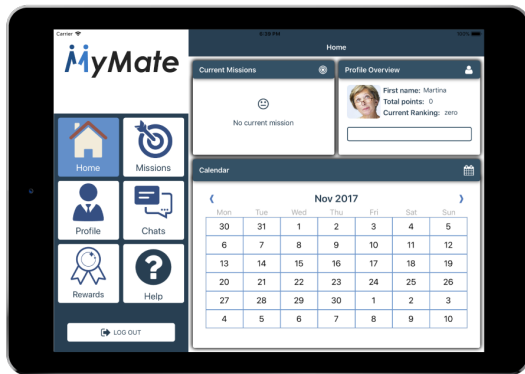 Carrier
6:28 PM
100%
MyMate
Home
Missions
Profile
Chats
Rewards
Help
LOG OUT
Home
Current Missions
No current mission
Profile Overview
First name: Martina
Total points: 0
Current Ranking: zero
Calendar
Nov 2017
Mon Tue Wed Thu Fri Sat Sun
30 31 1 2 3 4 5
6 7 8 9 10 11 12
13 14 15 16 17 18 19
20 21 22 23 24 25 26
27 28 29 30 1 2 3
4 5 6 7 8 9 10